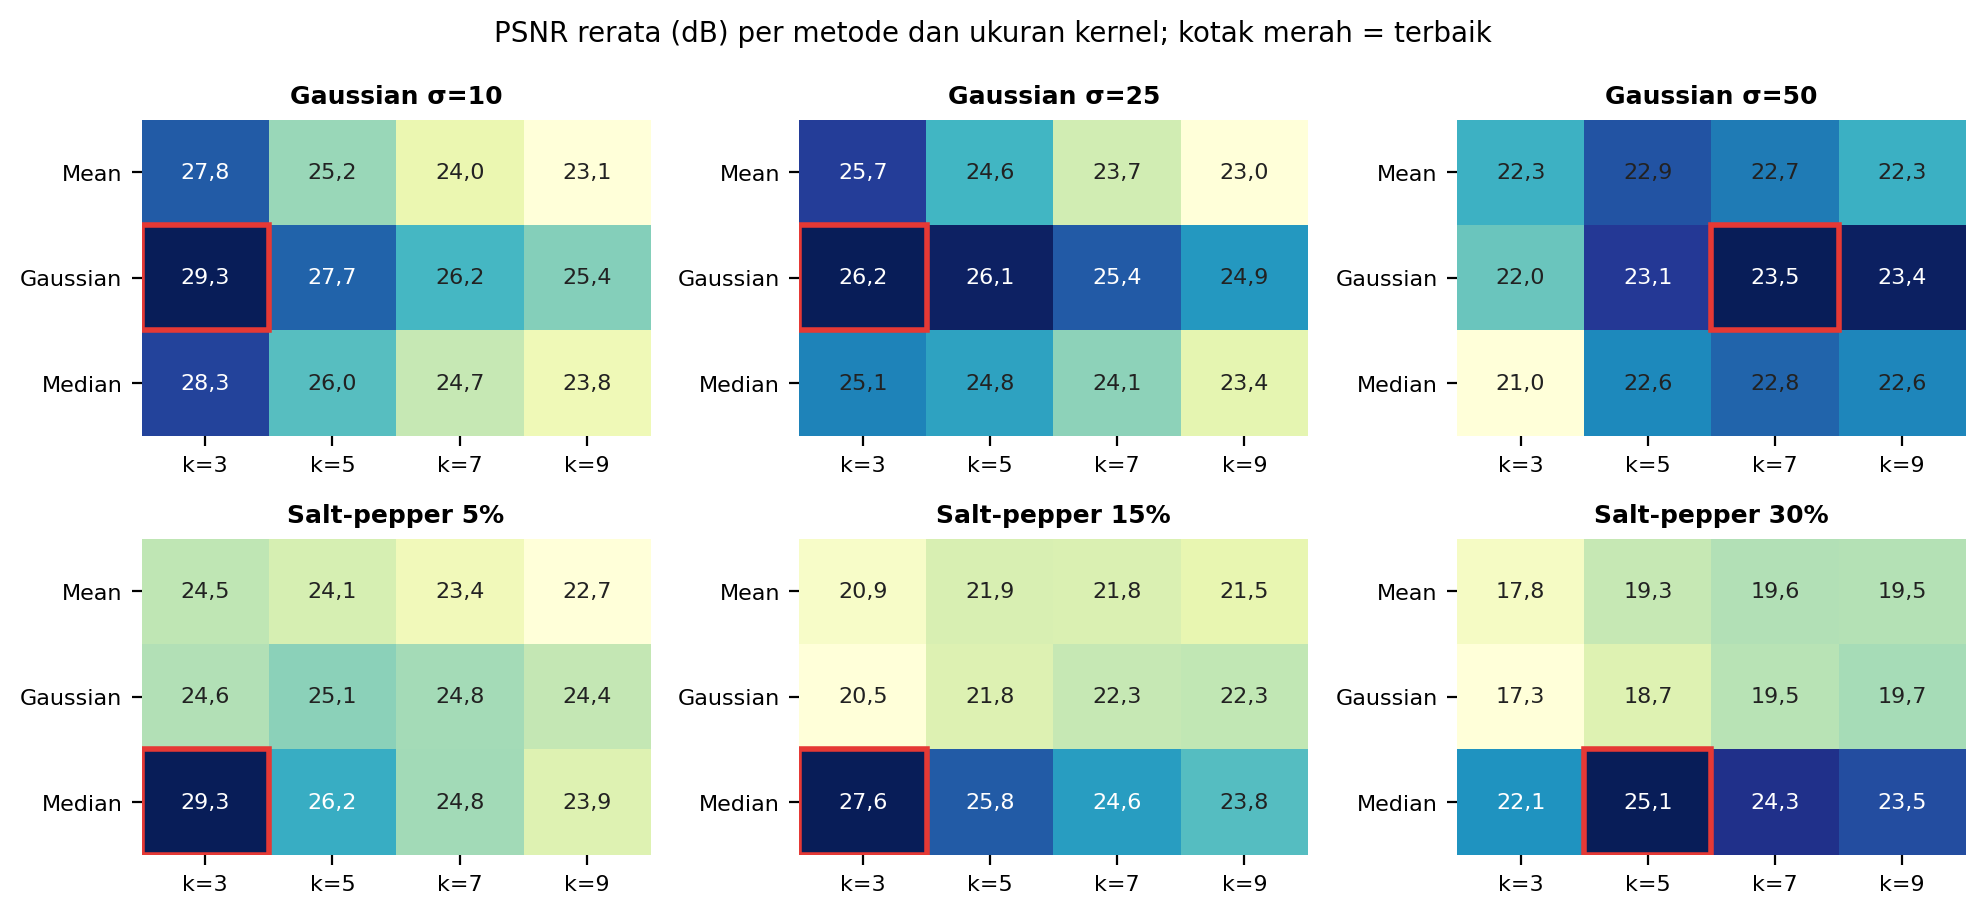 PSNR rerata (dB) per metode dan ukuran kernel; kotak merah = terbaik
Gaussian σ=10
Mean 27,8 25,2 24,0 23,1
Gaussian 29,3 27,7 26,2 25,4
Median 28,3 26,0 24,7 23,8
k=3 k=5 k=7 k=9
Gaussian σ=25
Mean 25,7 24,6 23,7 23,0
Gaussian 26,2 26,1 25,4 24,9
Median 25,1 24,8 24,1 23,4
k=3 k=5 k=7 k=9
Gaussian σ=50
Mean 22,3 22,9 22,7 22,3
Gaussian 22,0 23,1 23,5 23,4
Median 21,0 22,6 22,8 22,6
k=3 k=5 k=7 k=9
Salt-pepper 5%
Mean 24,5 24,1 23,4 22,7
Gaussian 24,6 25,1 24,8 24,4
Median 29,3 26,2 24,8 23,9
k=3 k=5 k=7 k=9
Salt-pepper 15%
Mean 20,9 21,9 21,8 21,5
Gaussian 20,5 21,8 22,3 22,3
Median 27,6 25,8 24,6 23,8
k=3 k=5 k=7 k=9
Salt-pepper 30%
Mean 17,8 19,3 19,6 19,5
Gaussian 17,3 18,7 19,5 19,7
Median 22,1 25,1 24,3 23,5
k=3 k=5 k=7 k=9